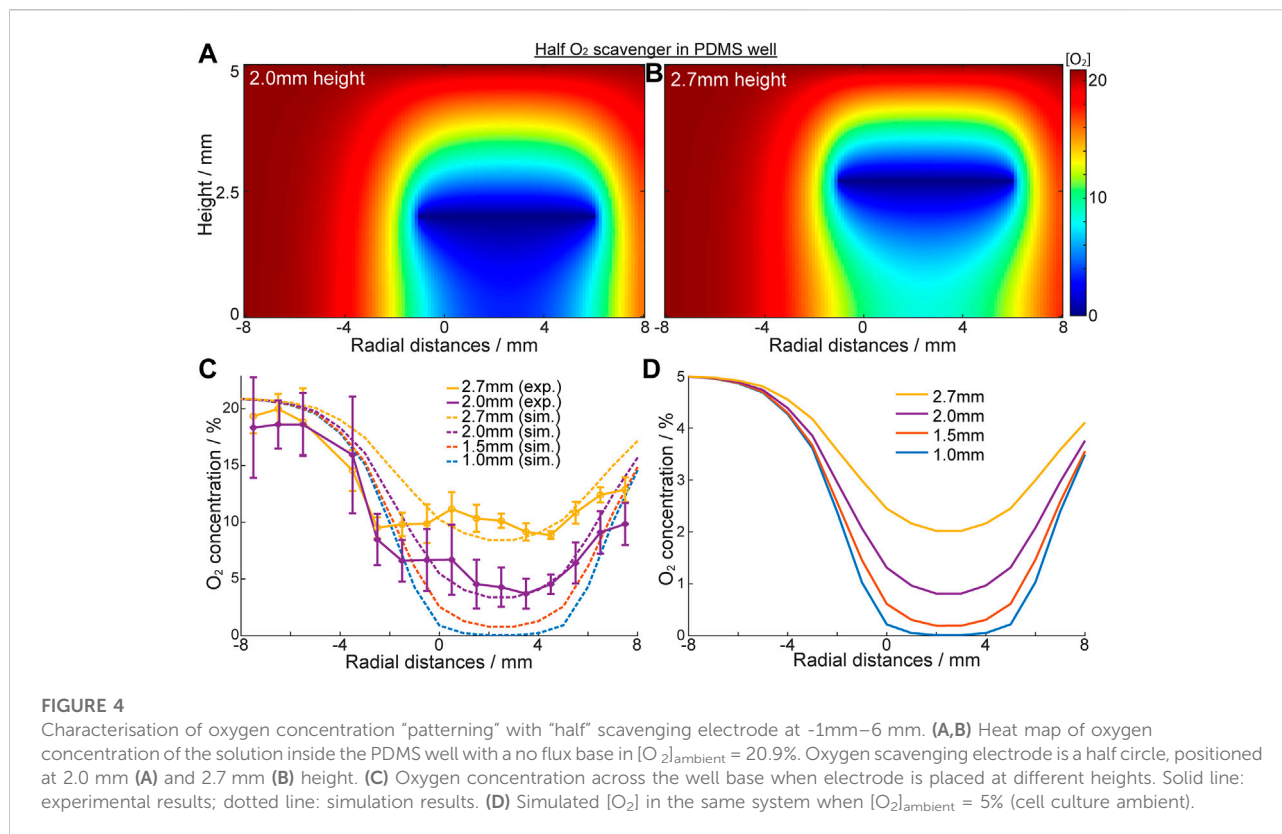 Half O₂ scavenger in PDMS well
A
2.0mm height
5
2.5
0
Height / mm
-8 -4 0 4 8
Radial distances / mm
B
2.7mm height
-8 -4 0 4 8
Radial distances / mm
[O₂]
20
10
0
C
2.7mm (exp.)
2.0mm (exp.)
2.7mm (sim.)
2.0mm (sim.)
1.5mm (sim.)
1.0mm (sim.)
20
15
10
5
0
O₂ concentration / %
-8 -4 0 4 8
Radial distances / mm
D
2.7mm
2.0mm
1.5mm
1.0mm
5
4
3
2
1
0
-8 -4 0 4 8
Radial distances / mm
FIGURE 4
Characterisation of oxygen concentration “patterning” with “half” scavenging electrode at -1mm–6 mm. (A,B) Heat map of oxygen
concentration of the solution inside the PDMS well with a no flux base in [O ₂]ambient = 20.9%. Oxygen scavenging electrode is a half circle, positioned
at 2.0 mm (A) and 2.7 mm (B) height. (C) Oxygen concentration across the well base when electrode is placed at different heights. Solid line:
experimental results; dotted line: simulation results. (D) Simulated [O₂] in the same system when [O₂]ambient = 5% (cell culture ambient).